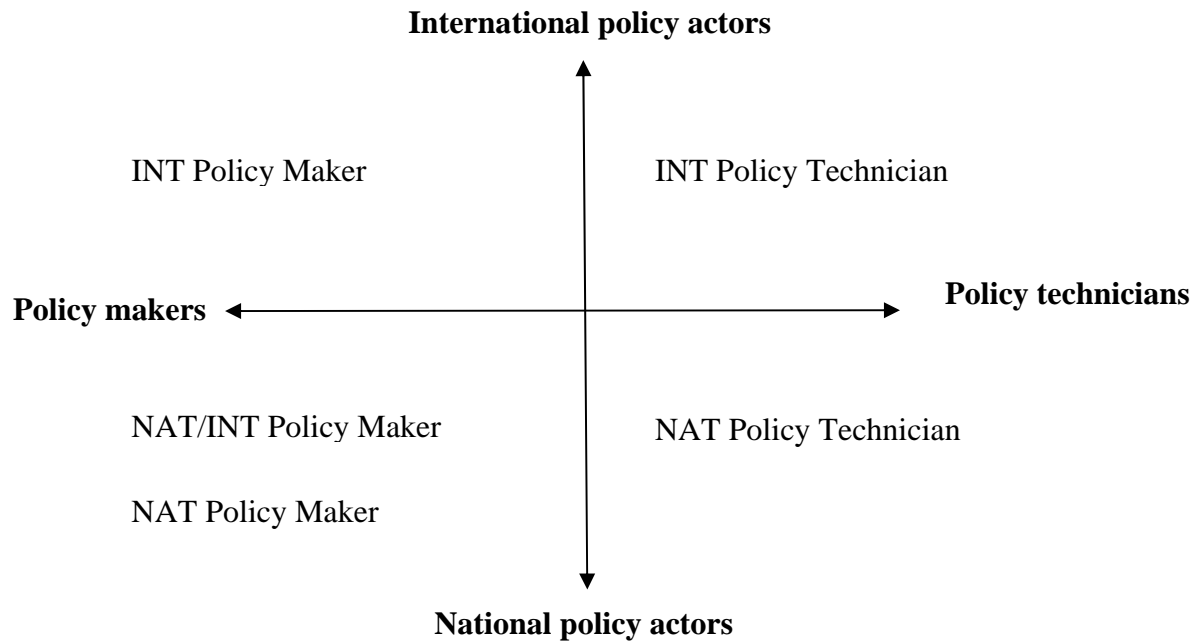 International policy actors
INT Policy Maker
INT Policy Technician
Policy makers
Policy technicians
NAT/INT Policy Maker
NAT Policy Technician
NAT Policy Maker
National policy actors